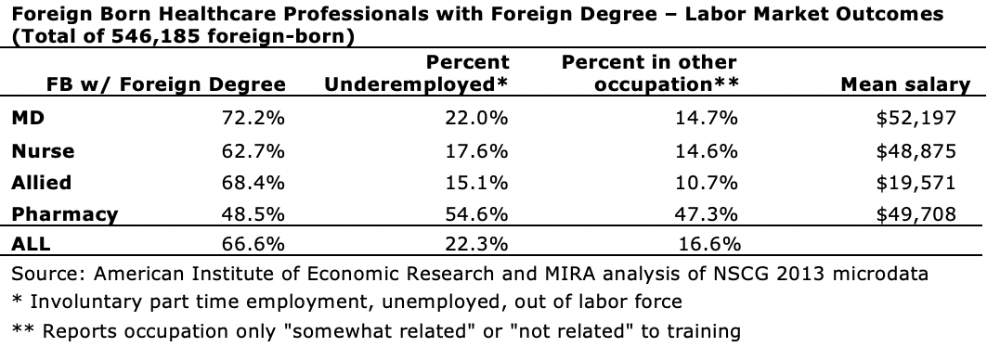 Foreign Born Healthcare Professionals with Foreign Degree – Labor Market Outcomes
(Total of 546,185 foreign-born)
Percent Percent in other
FB w/ Foreign Degree Underemployed* occupation** Mean salary
MD 72.2% 22.0% 14.7% $52,197
Nurse 62.7% 17.6% 14.6% $48,875
Allied 68.4% 15.1% 10.7% $19,571
Pharmacy 48.5% 54.6% 47.3% $49,708
ALL 66.6% 22.3% 16.6%
Source: American Institute of Economic Research and MIRA analysis of NSCG 2013 microdata
* Involuntary part time employment, unemployed, out of labor force
** Reports occupation only "somewhat related" or "not related" to training